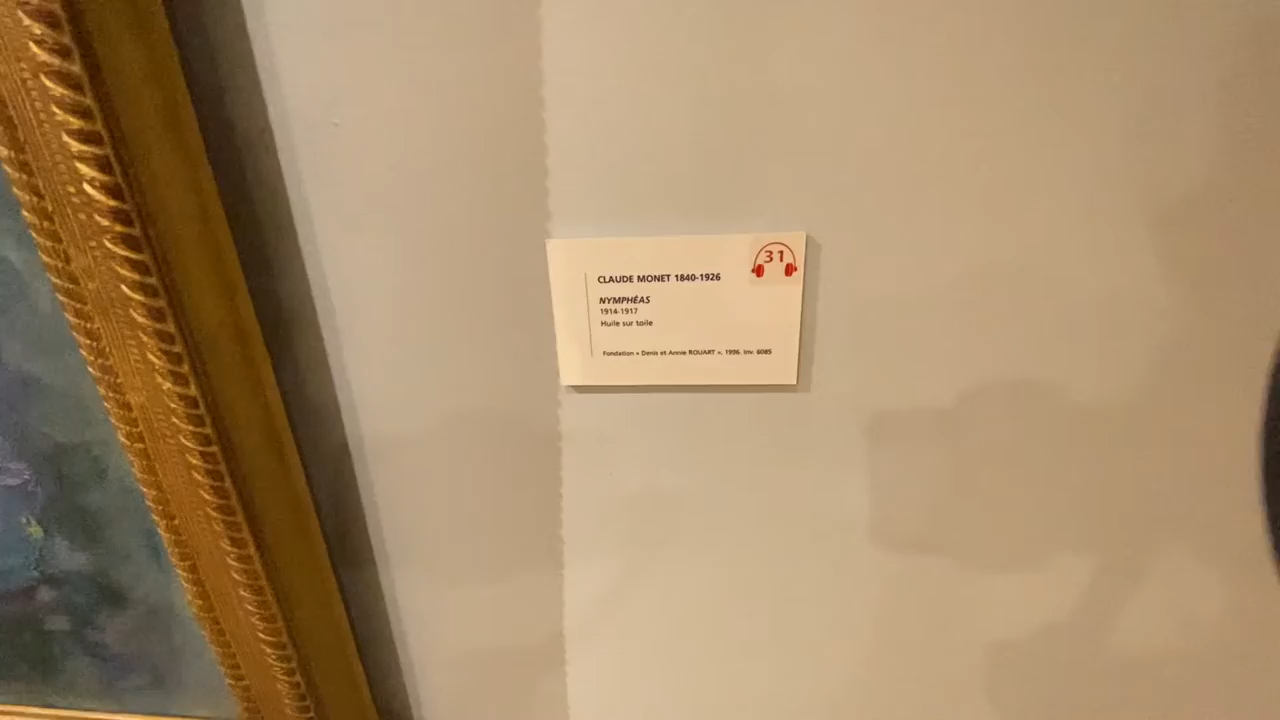 31
CLAUDE MONET 1840-1926
NYMPHÉAS
1914-1917
Huile sur toile
Fondation « Denis et Annie ROUART », 1996. Inv. 6085